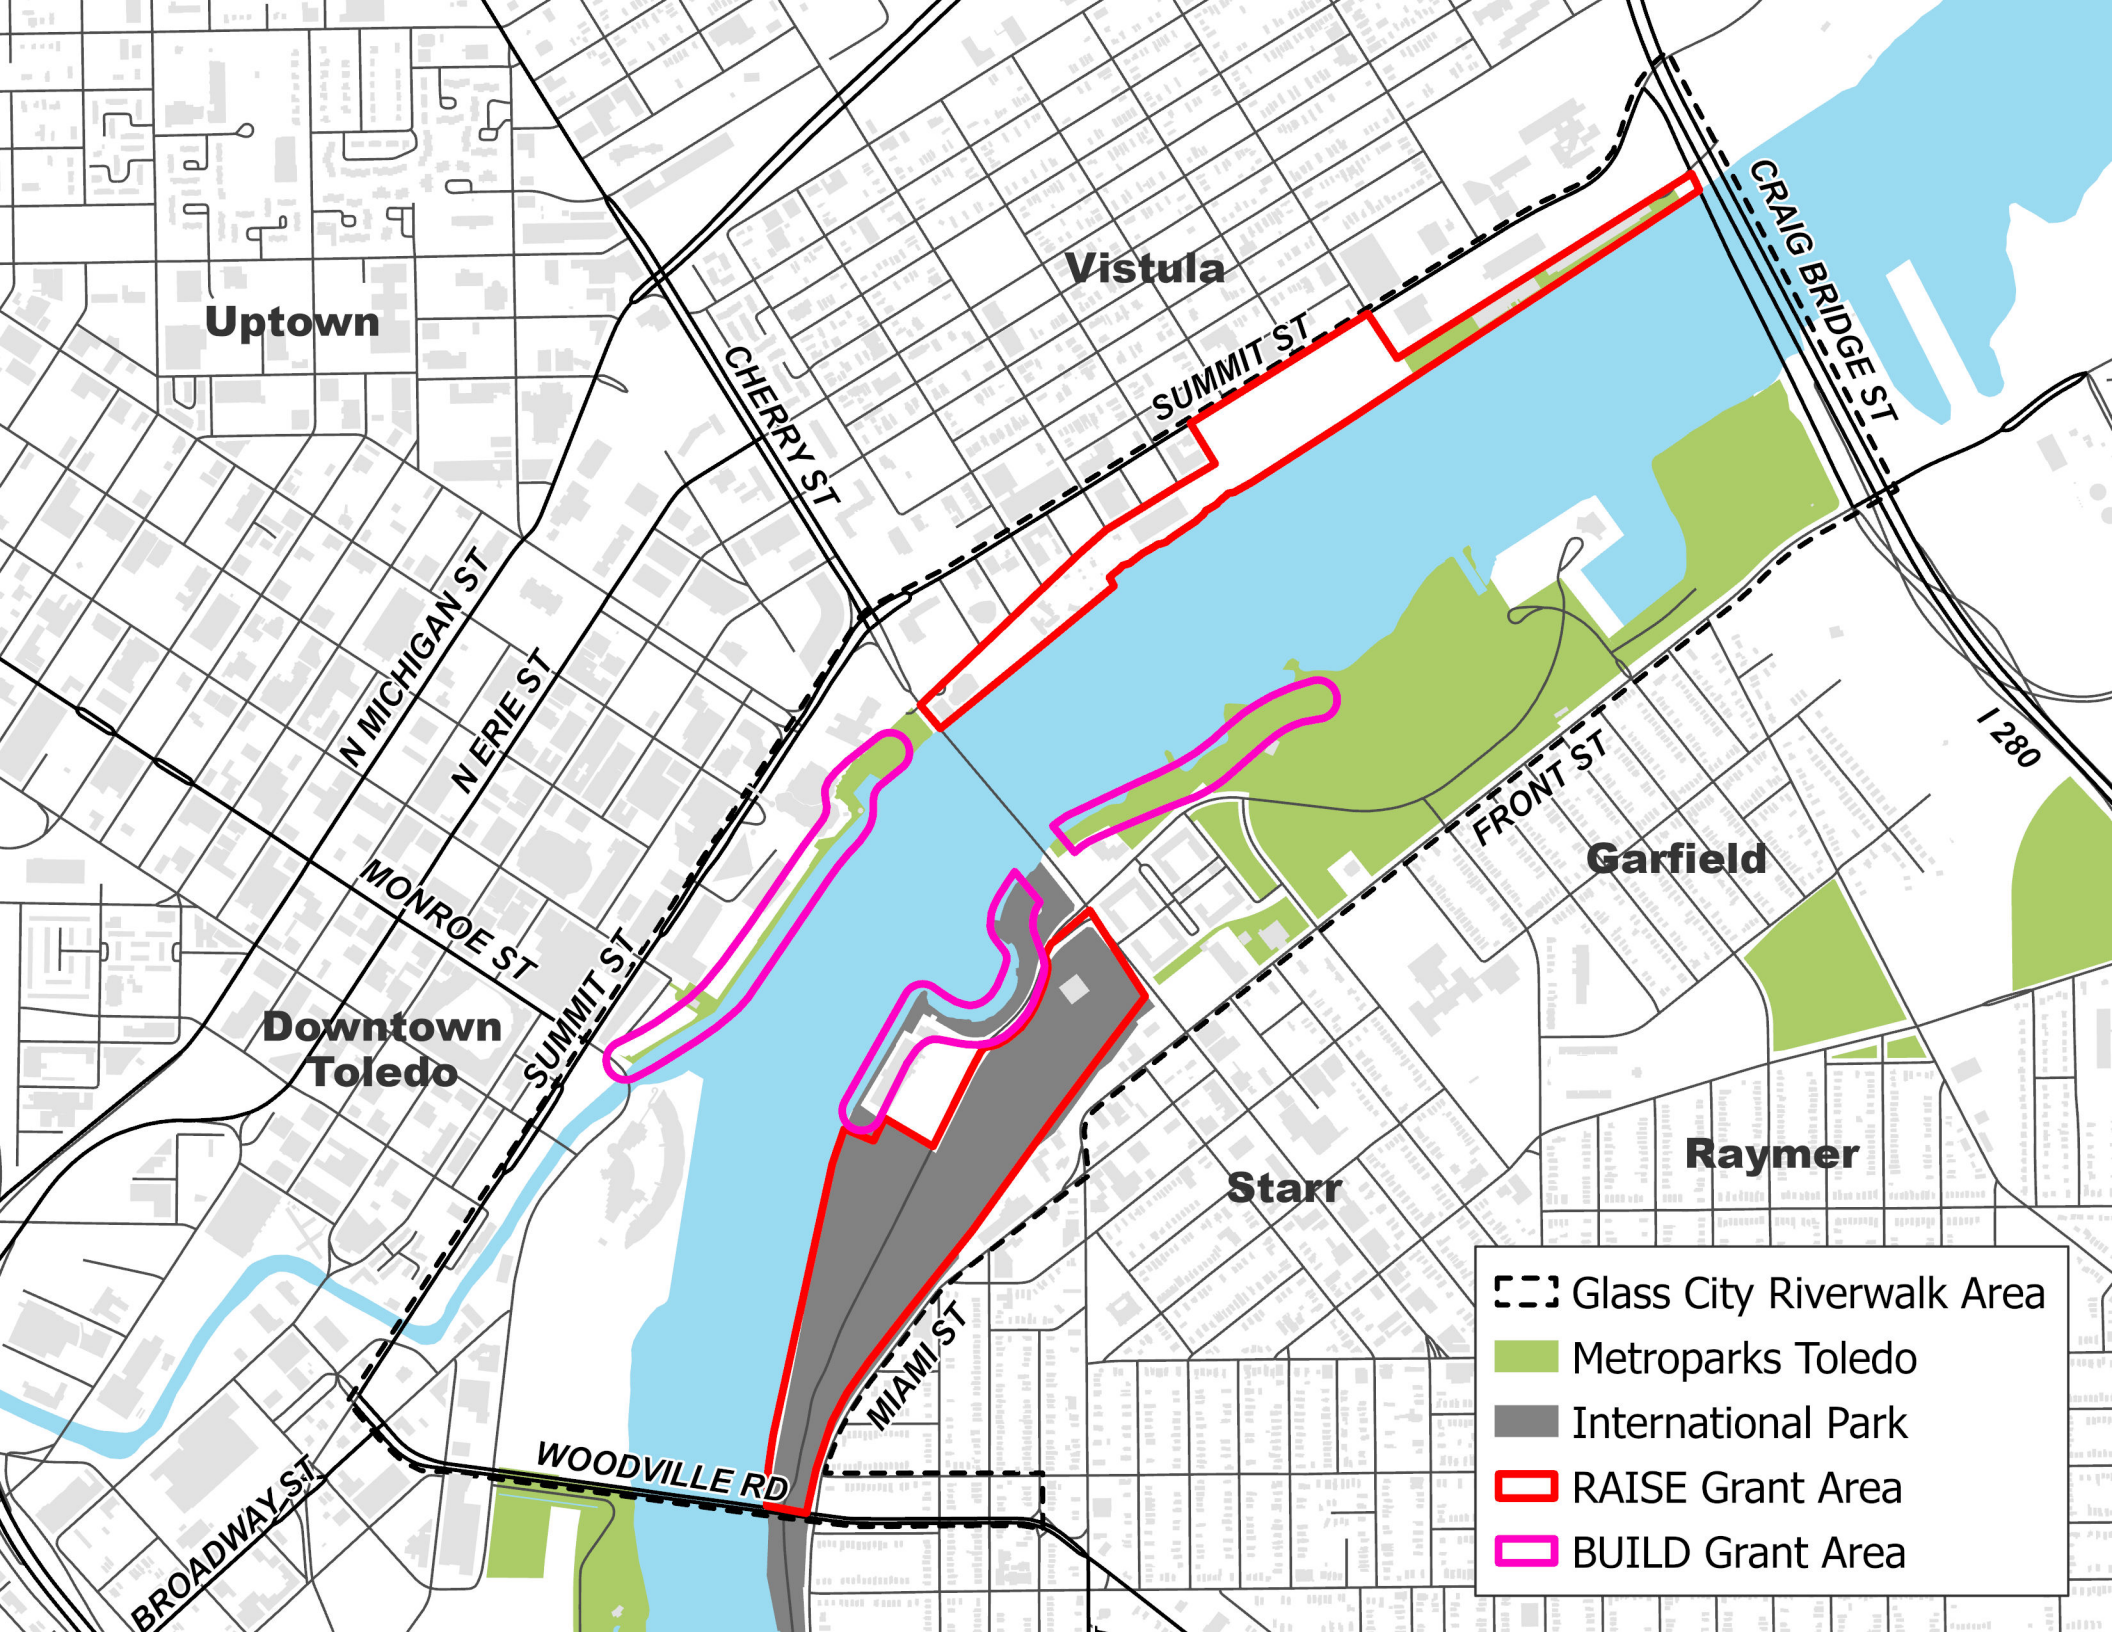 Uptown
Vistula
CRAIG BRIDGE ST
CHERRY ST
SUMMIT ST
N MICHIGAN ST
N ERIE ST
I 280
FRONT ST
Garfield
MONROE ST
SUMMIT ST
Downtown
Toledo
Raymer
Starr
MIAMI ST
WOODVILLE RD
BROADWAY ST
Glass City Riverwalk Area
Metroparks Toledo
International Park
RAISE Grant Area
BUILD Grant Area